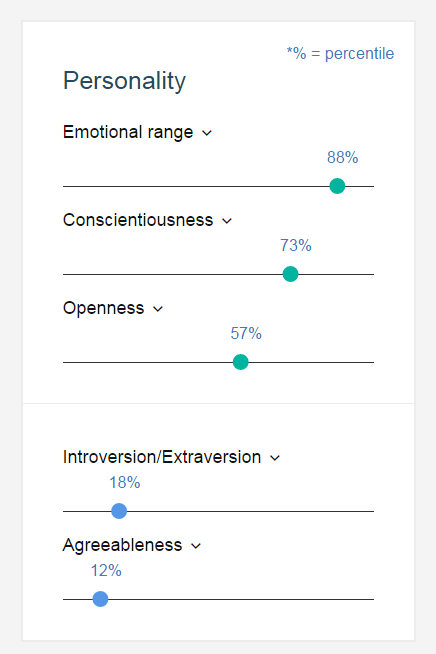 *% = percentile
Personality
Emotional range
88%
Conscientiousness
73%
Openness
57%
Introversion/Extraversion
18%
Agreeableness
12%